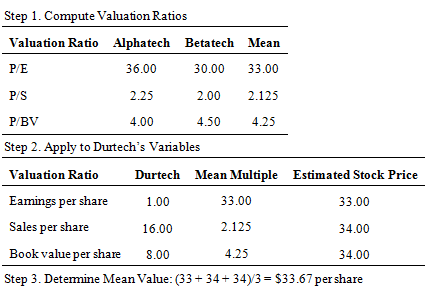 Step 1. Compute Valuation Ratios
Valuation Ratio Alphatech Betatech Mean
P/E 36.00 30.00 33.00
P/S 2.25 2.00 2.125
P/BV 4.00 4.50 4.25
Step 2. Apply to Durtech's Variables
Valuation Ratio Durtech Mean Multiple Estimated Stock Price
Earnings per share 1.00 33.00 33.00
Sales per share 16.00 2.125 34.00
Book value per share 8.00 4.25 34.00
Step 3. Determine Mean Value: (33 + 34 + 34)/3 = $33.67 per share